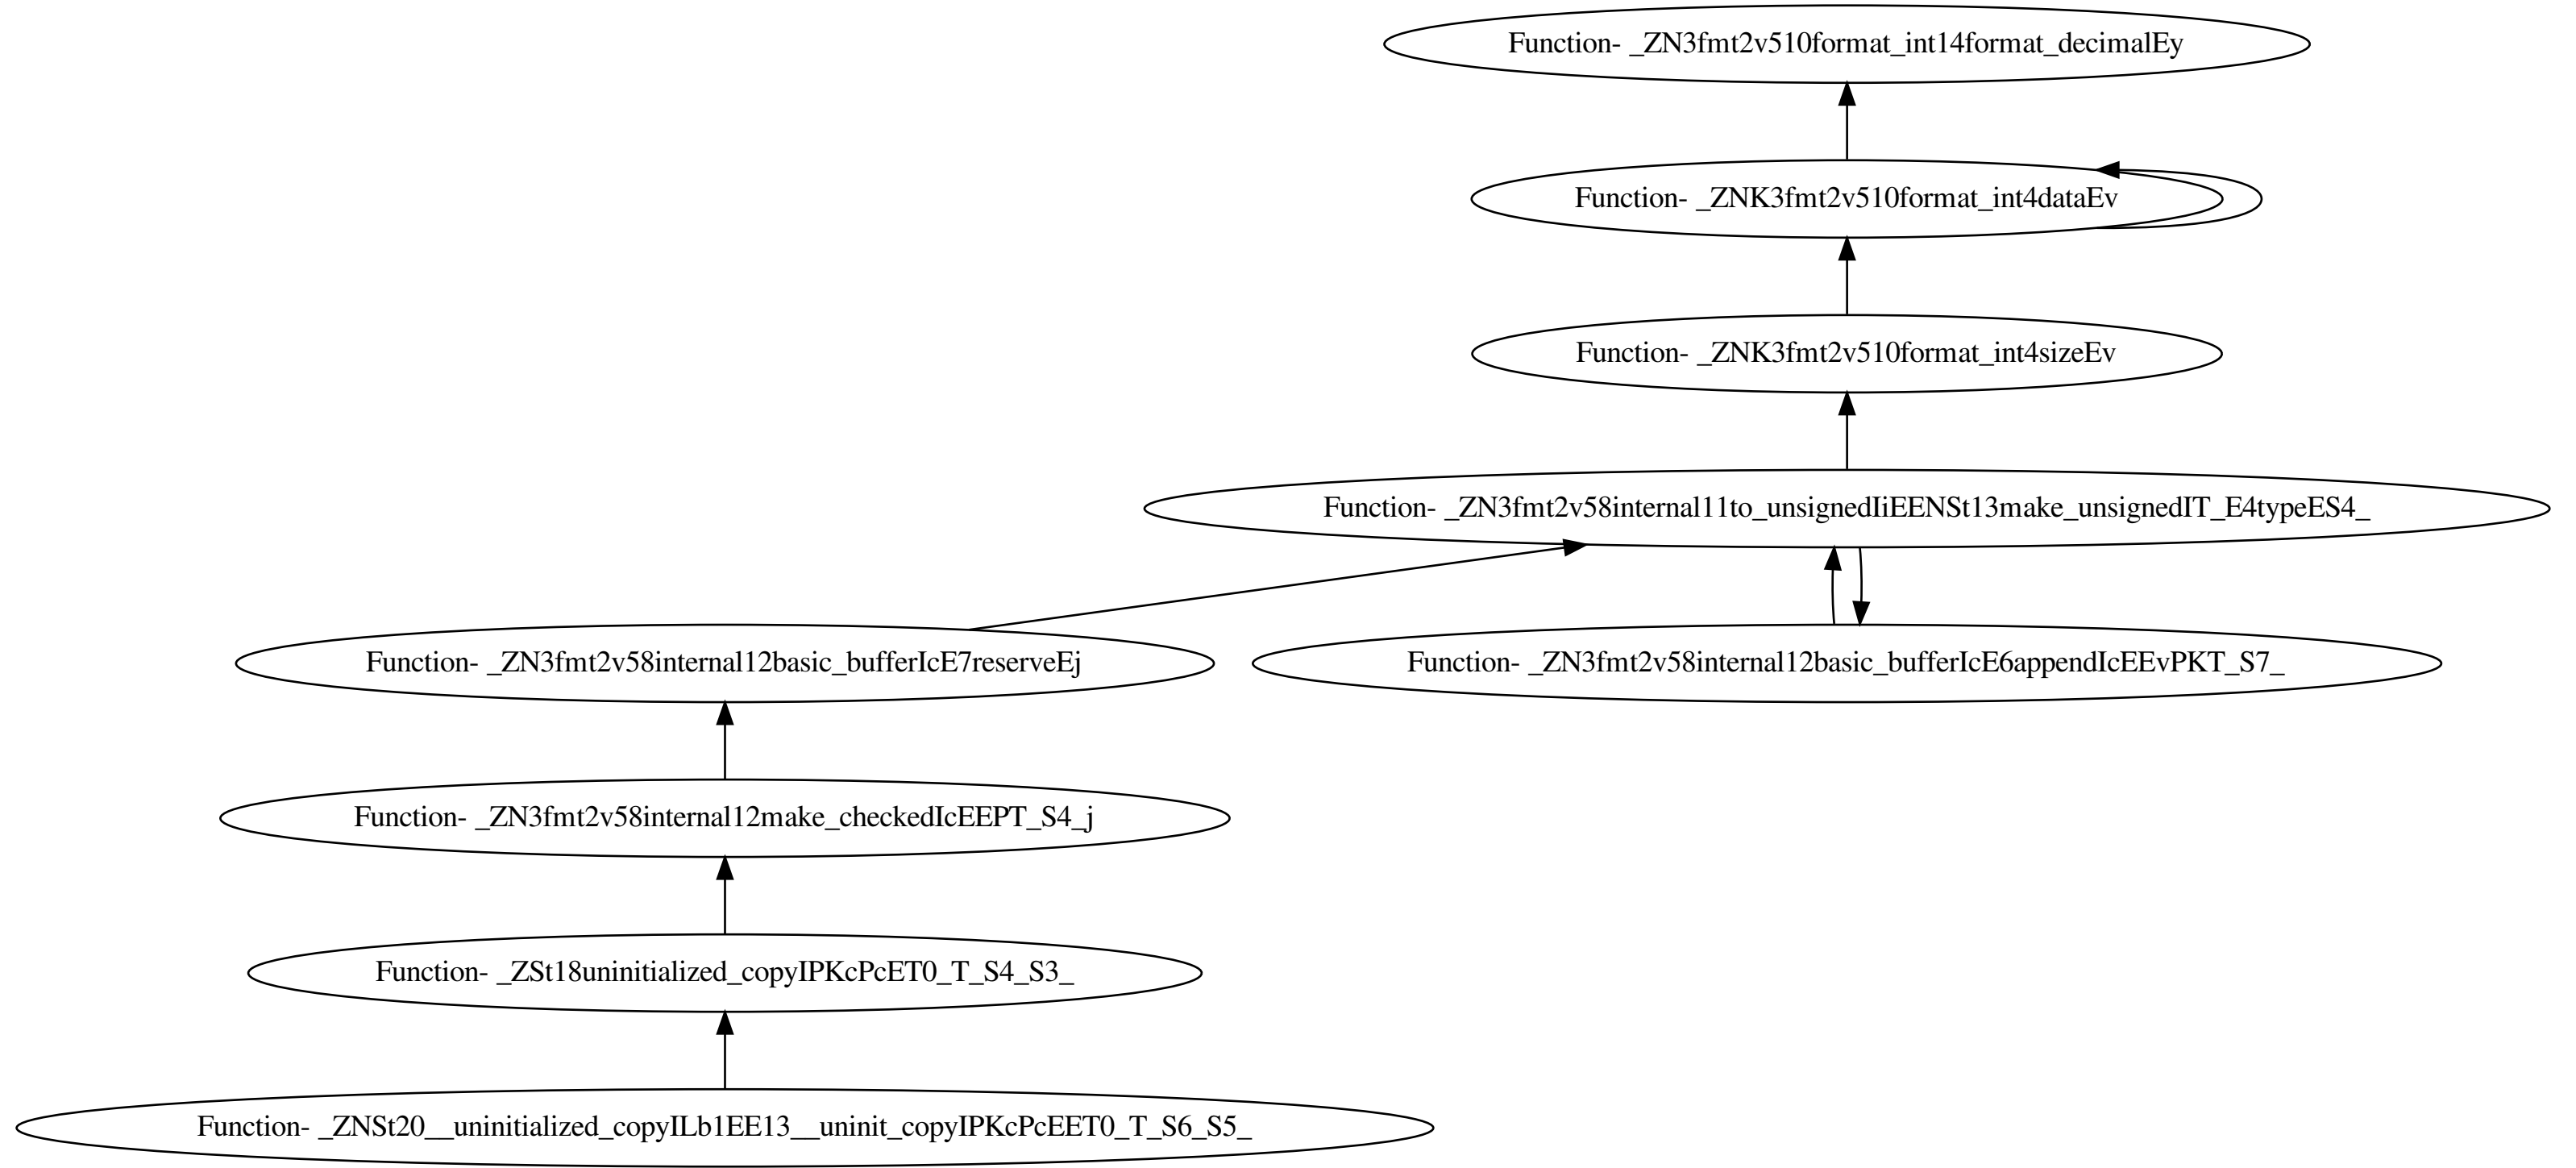 Function- _ZN3fmt2v510format_int14format_decimalEy
Function- _ZNK3fmt2v510format_int4dataEv
Function- _ZNK3fmt2v510format_int4sizeEv
Function- _ZN3fmt2v58internal11to_unsignedIiEENSt13make_unsignedIT_E4typeES4_
Function- _ZN3fmt2v58internal12basic_bufferIcE7reserveEj
Function- _ZN3fmt2v58internal12basic_bufferIcE6appendIcEEvPKT_S7_
Function- _ZN3fmt2v58internal12make_checkedIcEEPT_S4_j
Function- _ZSt18uninitialized_copyIPKcPcET0_T_S4_S3_
Function- _ZNSt20__uninitialized_copyILb1EE13__uninit_copyIPKcPcEET0_T_S6_S5_